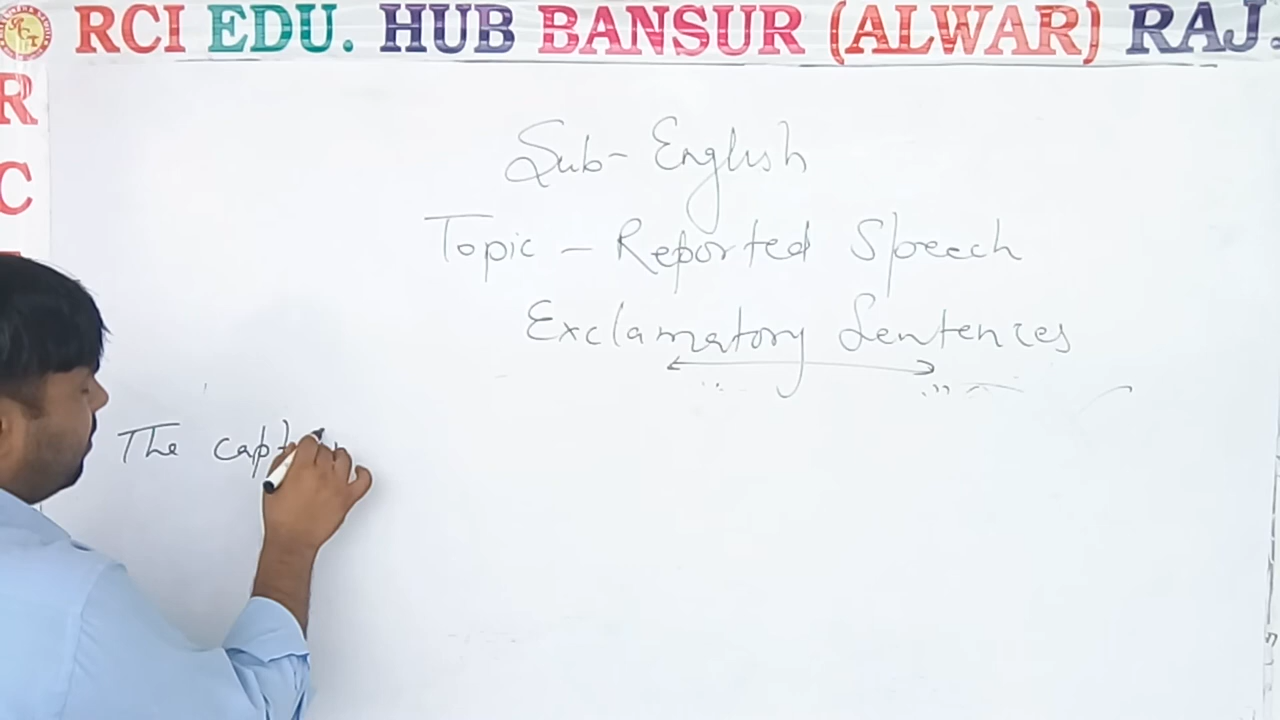 RCI EDU. HUB BANSUR (ALWAR) RAJ.
R
C
Sub- English
Topic - Reported Speech
Exclamatory Sentences
The